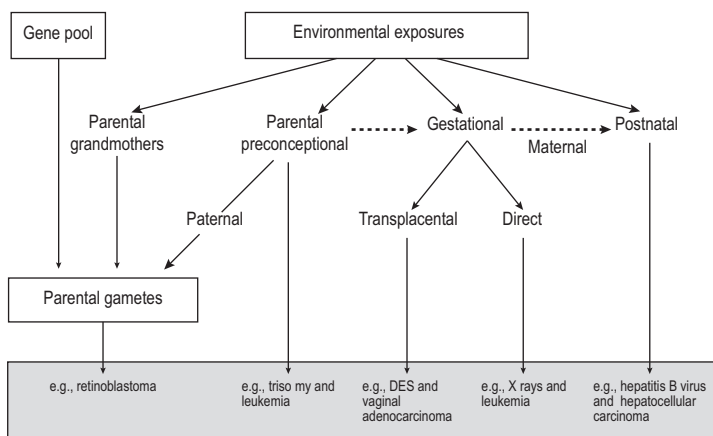 Gene pool
Environmental exposures
Parental
grandmothers
Parental
preconceptional
Gestational
Postnatal
Maternal
Paternal
Transplacental
Direct
Parental gametes
e.g., retinoblastoma
e.g., triso my and
leukemia
e.g., DES and
vaginal
adenocarcinoma
e.g., X rays and
leukemia
e.g., hepatitis B virus
and hepatocellular
carcinoma